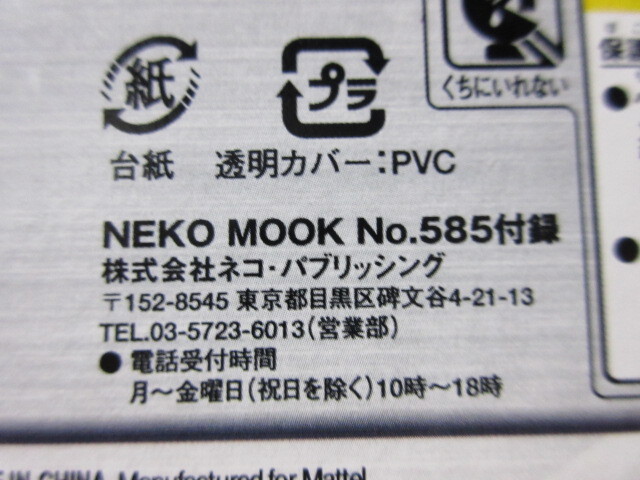 紙 プラ
くちにいれない
台紙 透明カバー:PVC
NEKO MOOK No.585付録
株式会社ネコ・パブリッシング
〒152-8545 東京都目黒区碑文谷4-21-13
TEL.03-5723-6013(営業部)
● 電話受付時間
月〜金曜日(祝日を除く)10時〜18時
IN CHINA Manufactured for Mattel